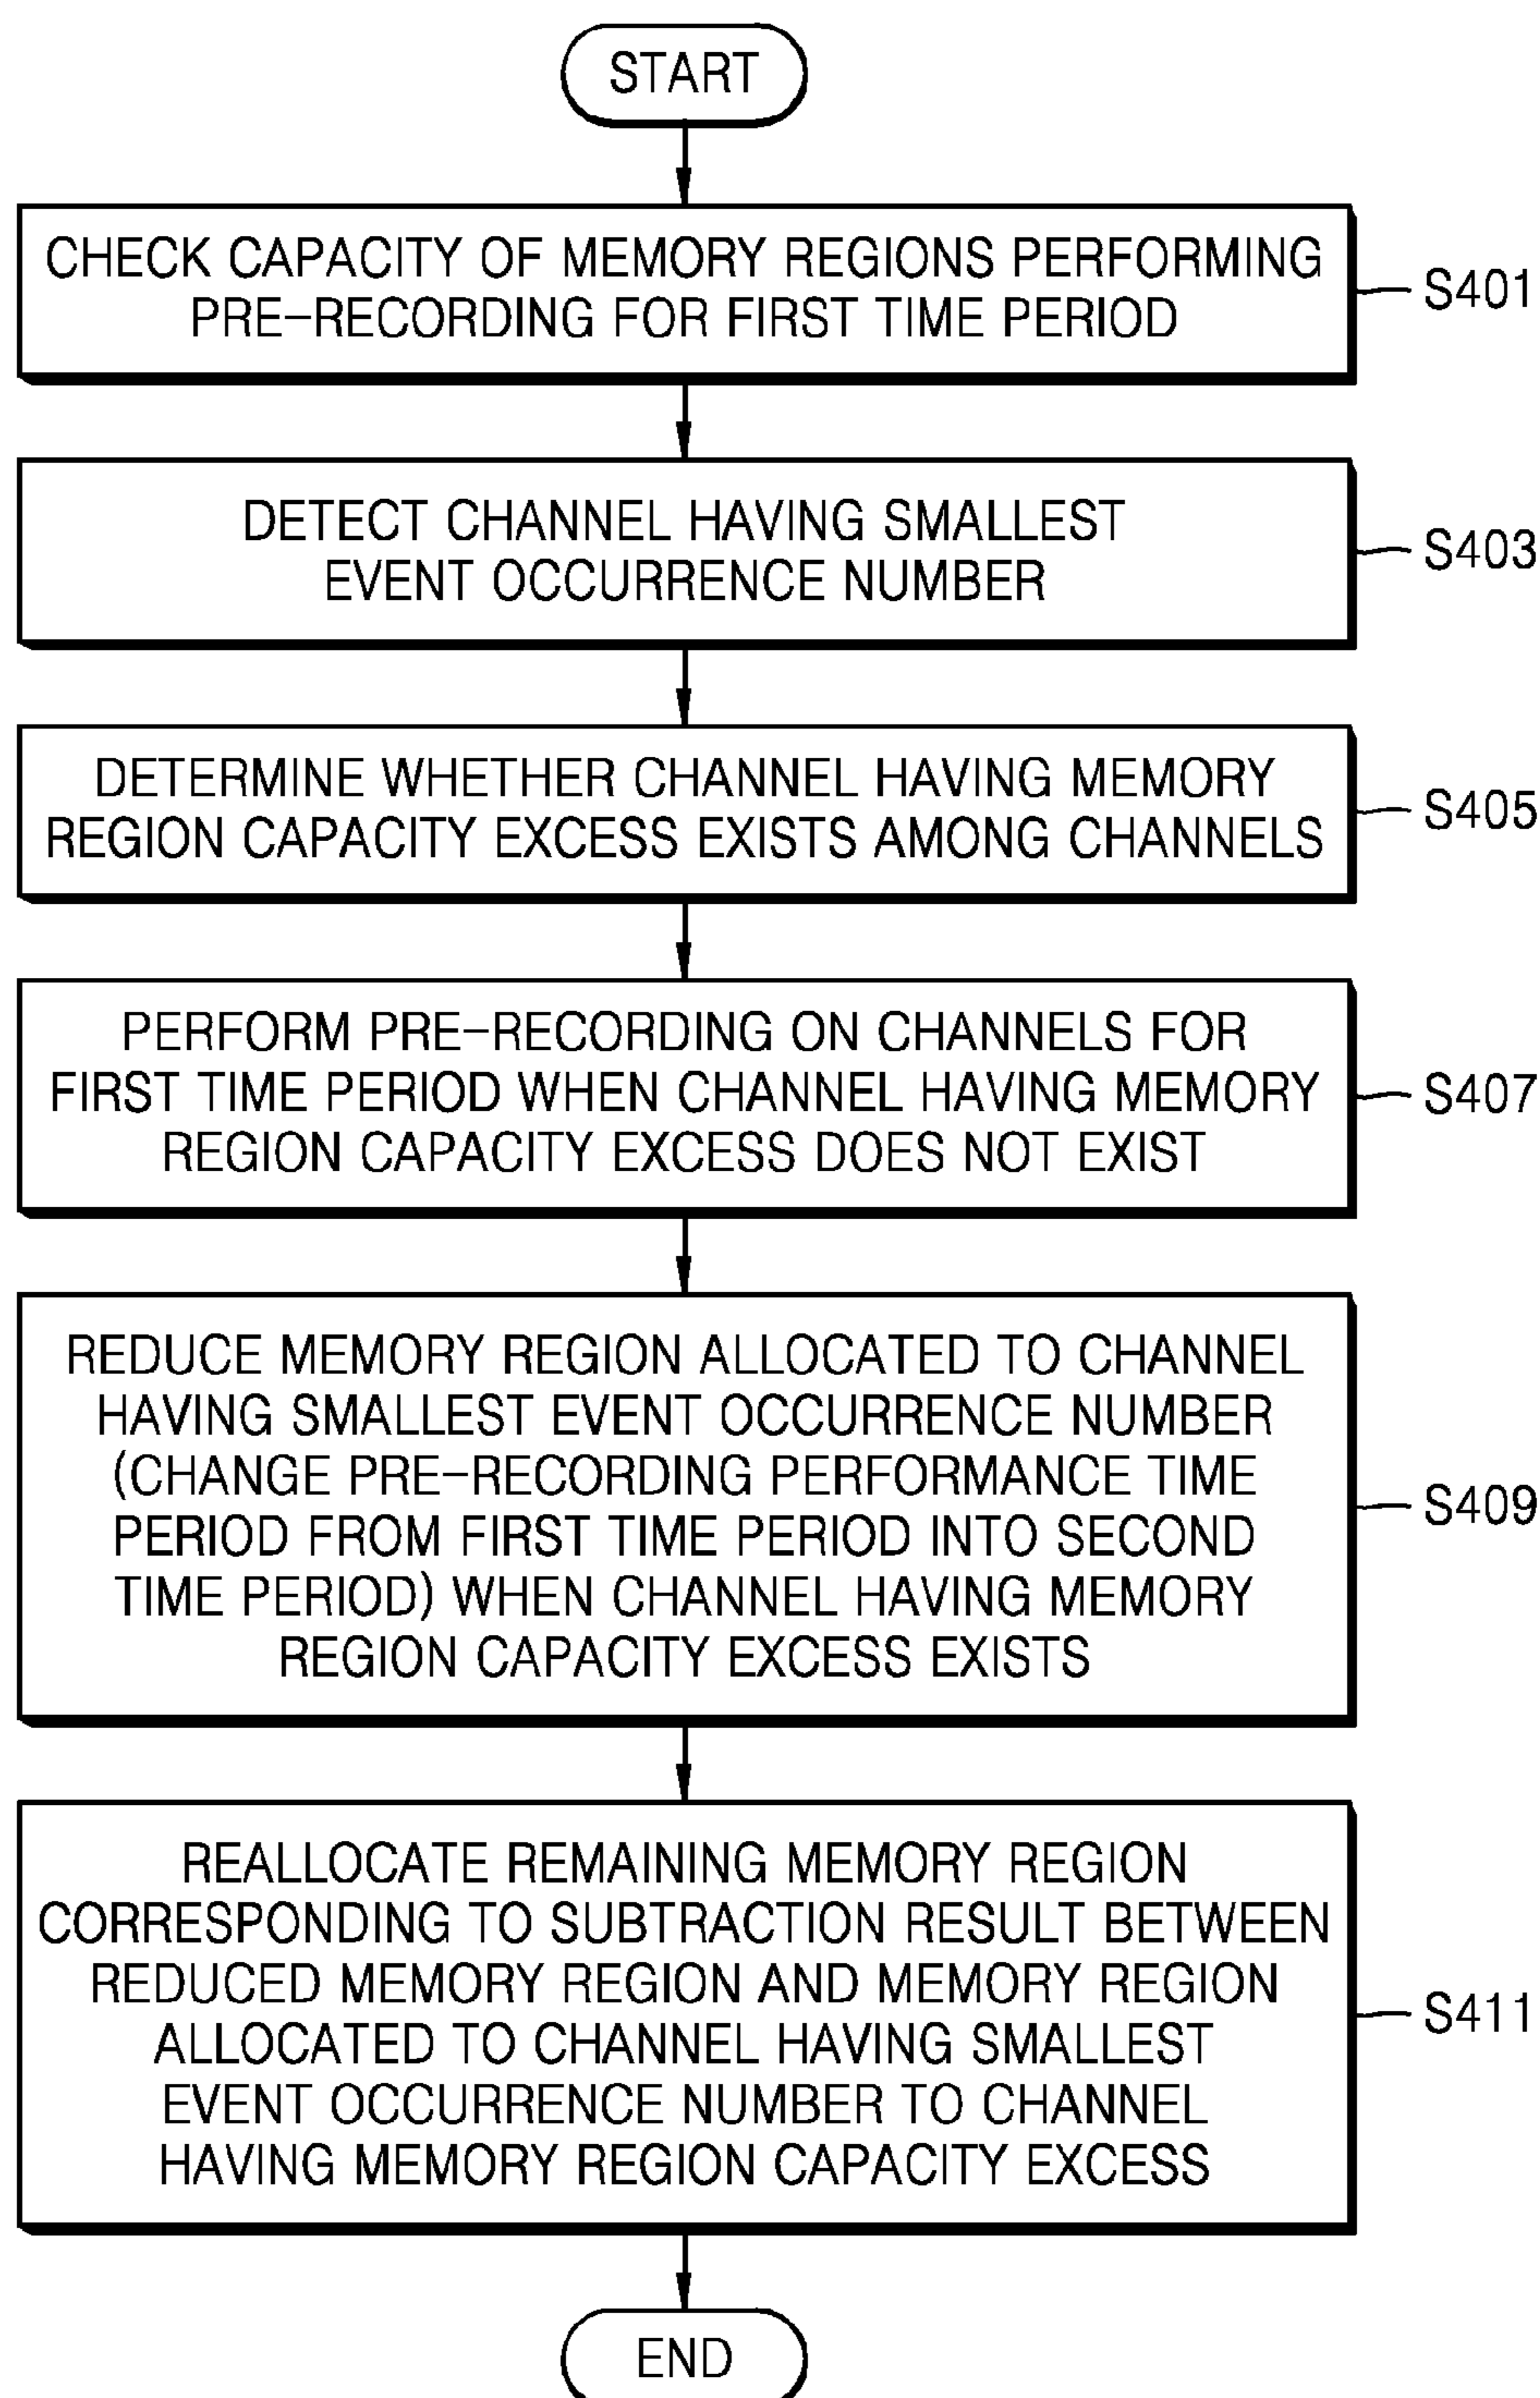 START
CHECK CAPACITY OF MEMORY REGIONS PERFORMING
PRE-RECORDING FOR FIRST TIME PERIOD
S401
DETECT CHANNEL HAVING SMALLEST
EVENT OCCURRENCE NUMBER
S403
DETERMINE WHETHER CHANNEL HAVING MEMORY
REGION CAPACITY EXCESS EXISTS AMONG CHANNELS
S405
PERFORM PRE-RECORDING ON CHANNELS FOR
FIRST TIME PERIOD WHEN CHANNEL HAVING MEMORY
REGION CAPACITY EXCESS DOES NOT EXIST
S407
REDUCE MEMORY REGION ALLOCATED TO CHANNEL
HAVING SMALLEST EVENT OCCURRENCE NUMBER
(CHANGE PRE-RECORDING PERFORMANCE TIME
PERIOD FROM FIRST TIME PERIOD INTO SECOND
TIME PERIOD) WHEN CHANNEL HAVING MEMORY
REGION CAPACITY EXCESS EXISTS
S409
REALLOCATE REMAINING MEMORY REGION
CORRESPONDING TO SUBTRACTION RESULT BETWEEN
REDUCED MEMORY REGION AND MEMORY REGION
ALLOCATED TO CHANNEL HAVING SMALLEST
EVENT OCCURRENCE NUMBER TO CHANNEL
HAVING MEMORY REGION CAPACITY EXCESS
S411
END